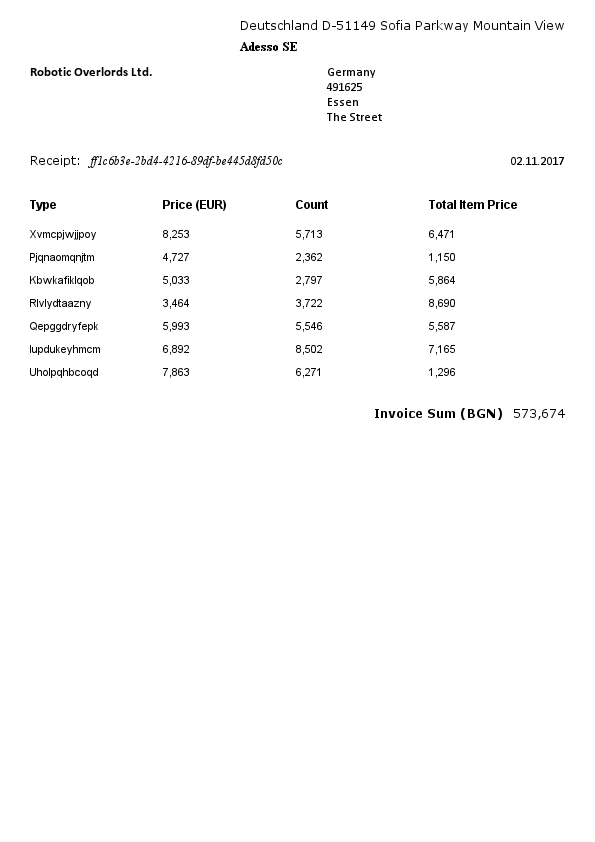 Deutschland D-51149 Sofia Parkway Mountain View
Adesso SE
Robotic Overlords Ltd.
Germany
491625
Essen
The Street
Receipt: ff1c6b3e-2bd4-4216-89df-be445d8fd50c 02.11.2017
Type Price (EUR) Count Total Item Price
Xvmcpjwjjpoy 8,253 5,713 6,471
Pjqnaomqnjtm 4,727 2,362 1,150
Kbwkafiklqob 5,033 2,797 5,864
Rlvlydtaazny 3,464 3,722 8,690
Qepggdryfepk 5,993 5,546 5,587
Iupdukeyhmcm 6,892 8,502 7,165
Uholpqhbcoqd 7,863 6,271 1,296
Invoice Sum (BGN) 573,674